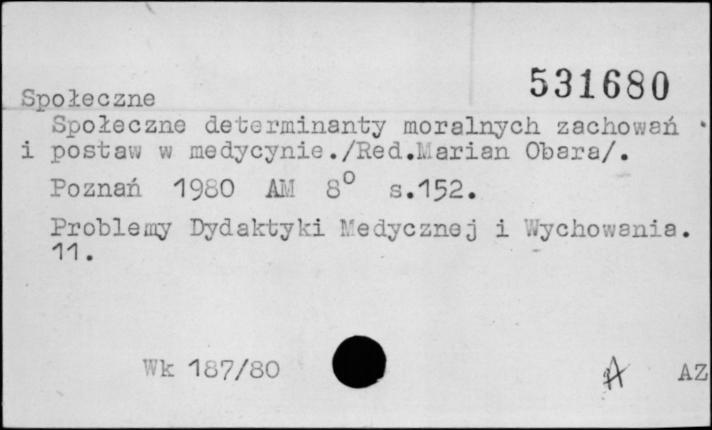 531680
Społeczne
Społeczne determinanty moralnych zachowań
i postaw w medycynie./Red.Marian Obara/.
Poznań 1980 AM 8° s.152.
Problemy Dydaktyki Medycznej i Wychowania.
11.
Wk 187/80
AZ